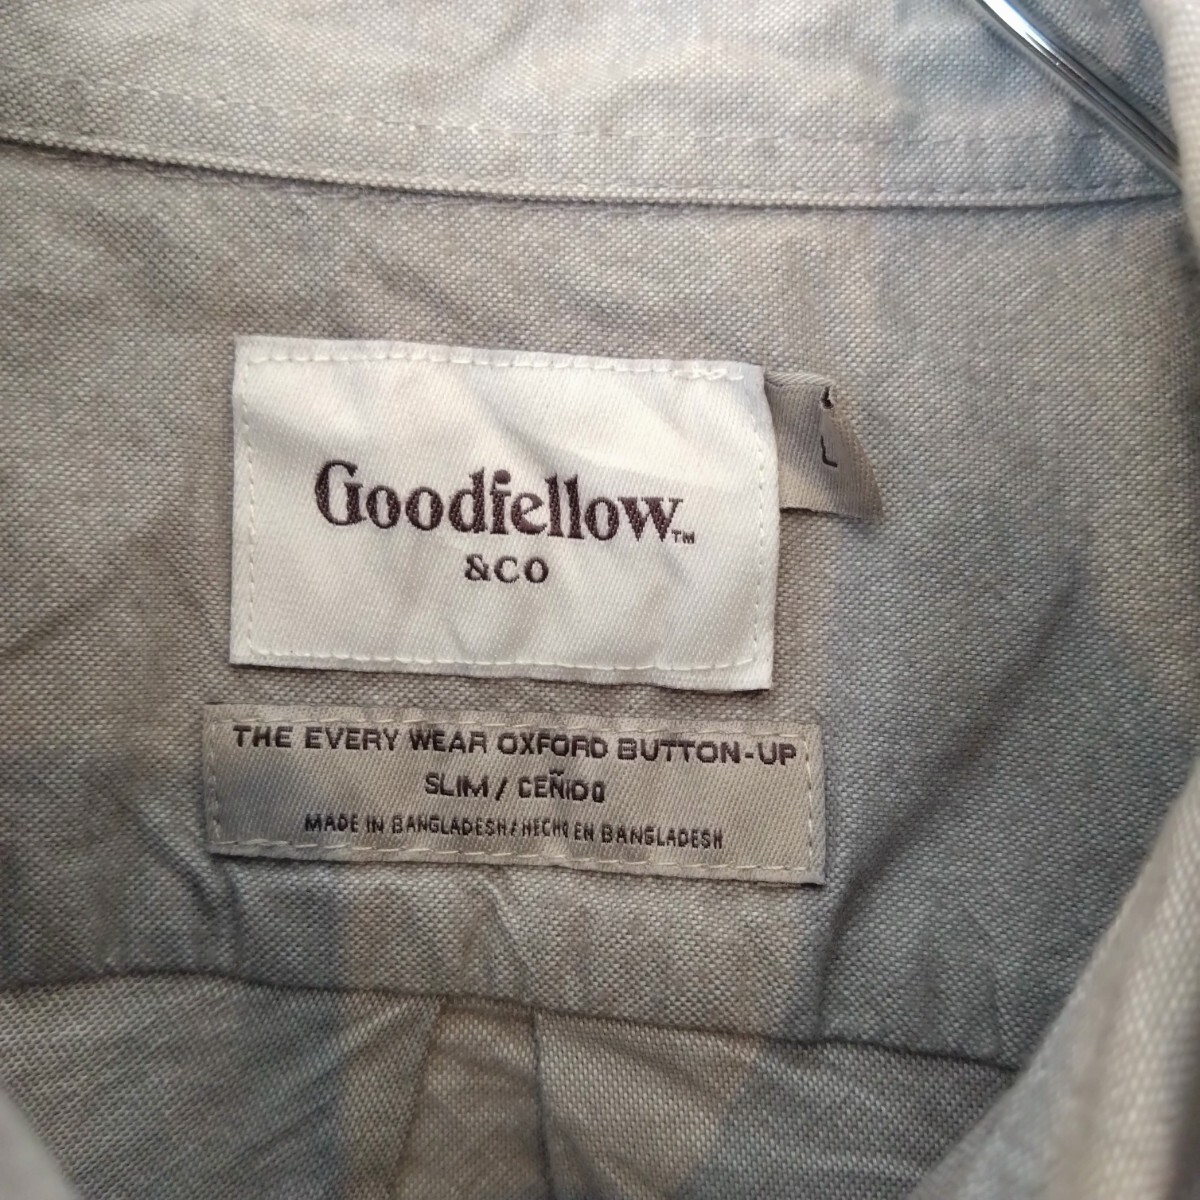 Goodfellow™
&CO
L
THE EVERY WEAR OXFORD BUTTON-UP
SLIM / CEÑIDO
MADE IN BANGLADESH / HECHO EN BANGLADESH